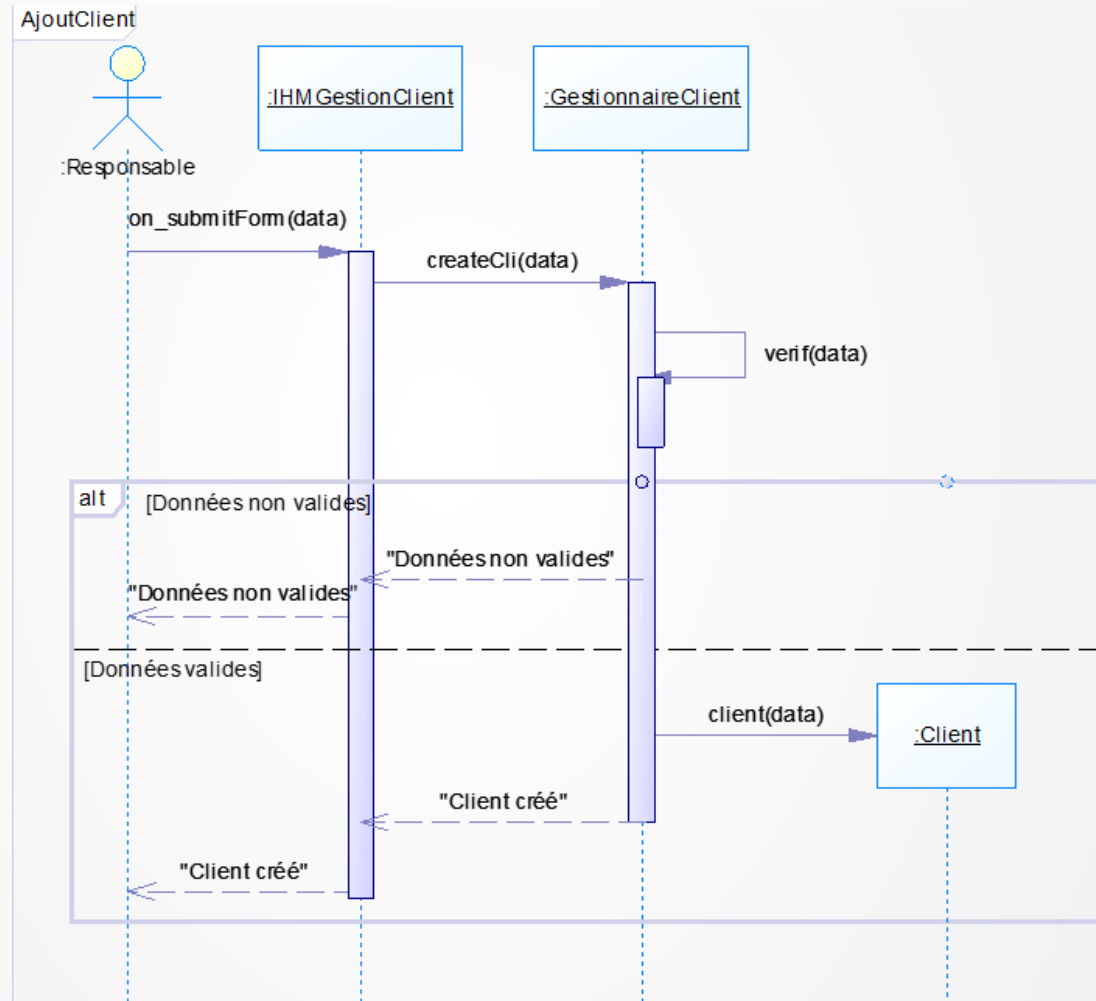 AjoutClient
:IHMGestionClient
:GestionnaireClient
:Responsable
on_submitForm(data)
createCli(data)
verif(data)
alt
[Données non valides]
"Données non valides"
"Données non valides"
[Données valides]
client(data)
:Client
"Client créé"
"Client créé"